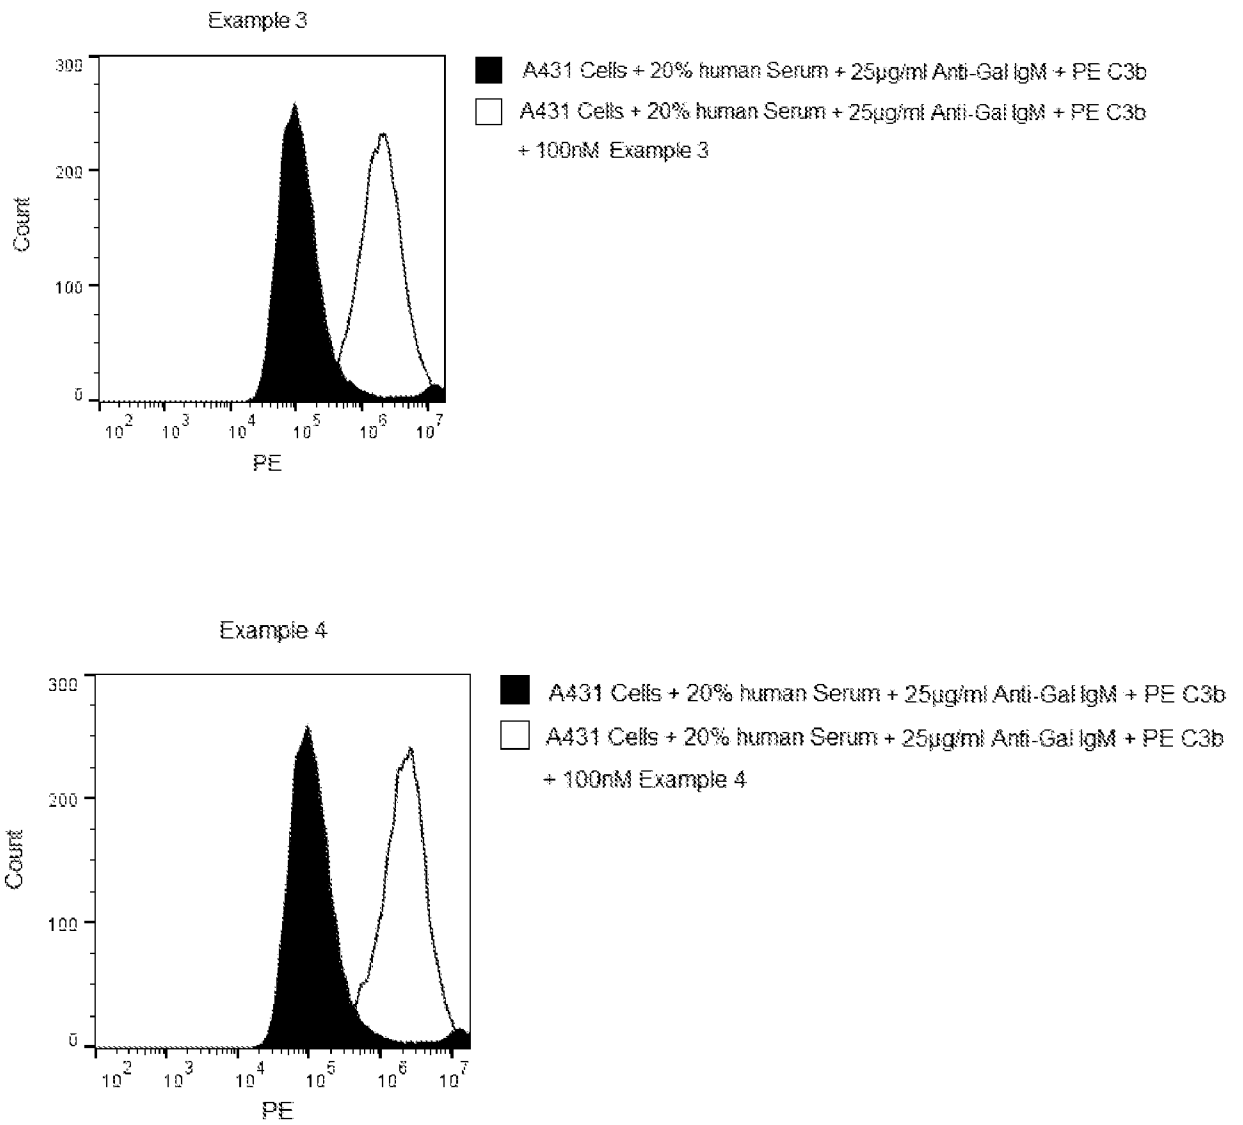 Example 3
A431 Cells + 20% human Serum + 25µg/ml Anti-Gal IgM + PE C3b
A431 Cells + 20% human Serum + 25µg/ml Anti-Gal IgM + PE C3b
+ 100nM Example 3
300
200
100
0
Count
10^2 10^3 10^4 10^5 10^6 10^7
PE
Example 4
A431 Cells + 20% human Serum + 25µg/ml Anti-Gal IgM + PE C3b
A431 Cells + 20% human Serum + 25µg/ml Anti-Gal IgM + PE C3b
+ 100nM Example 4
300
200
100
0
Count
10^2 10^3 10^4 10^5 10^6 10^7
PE